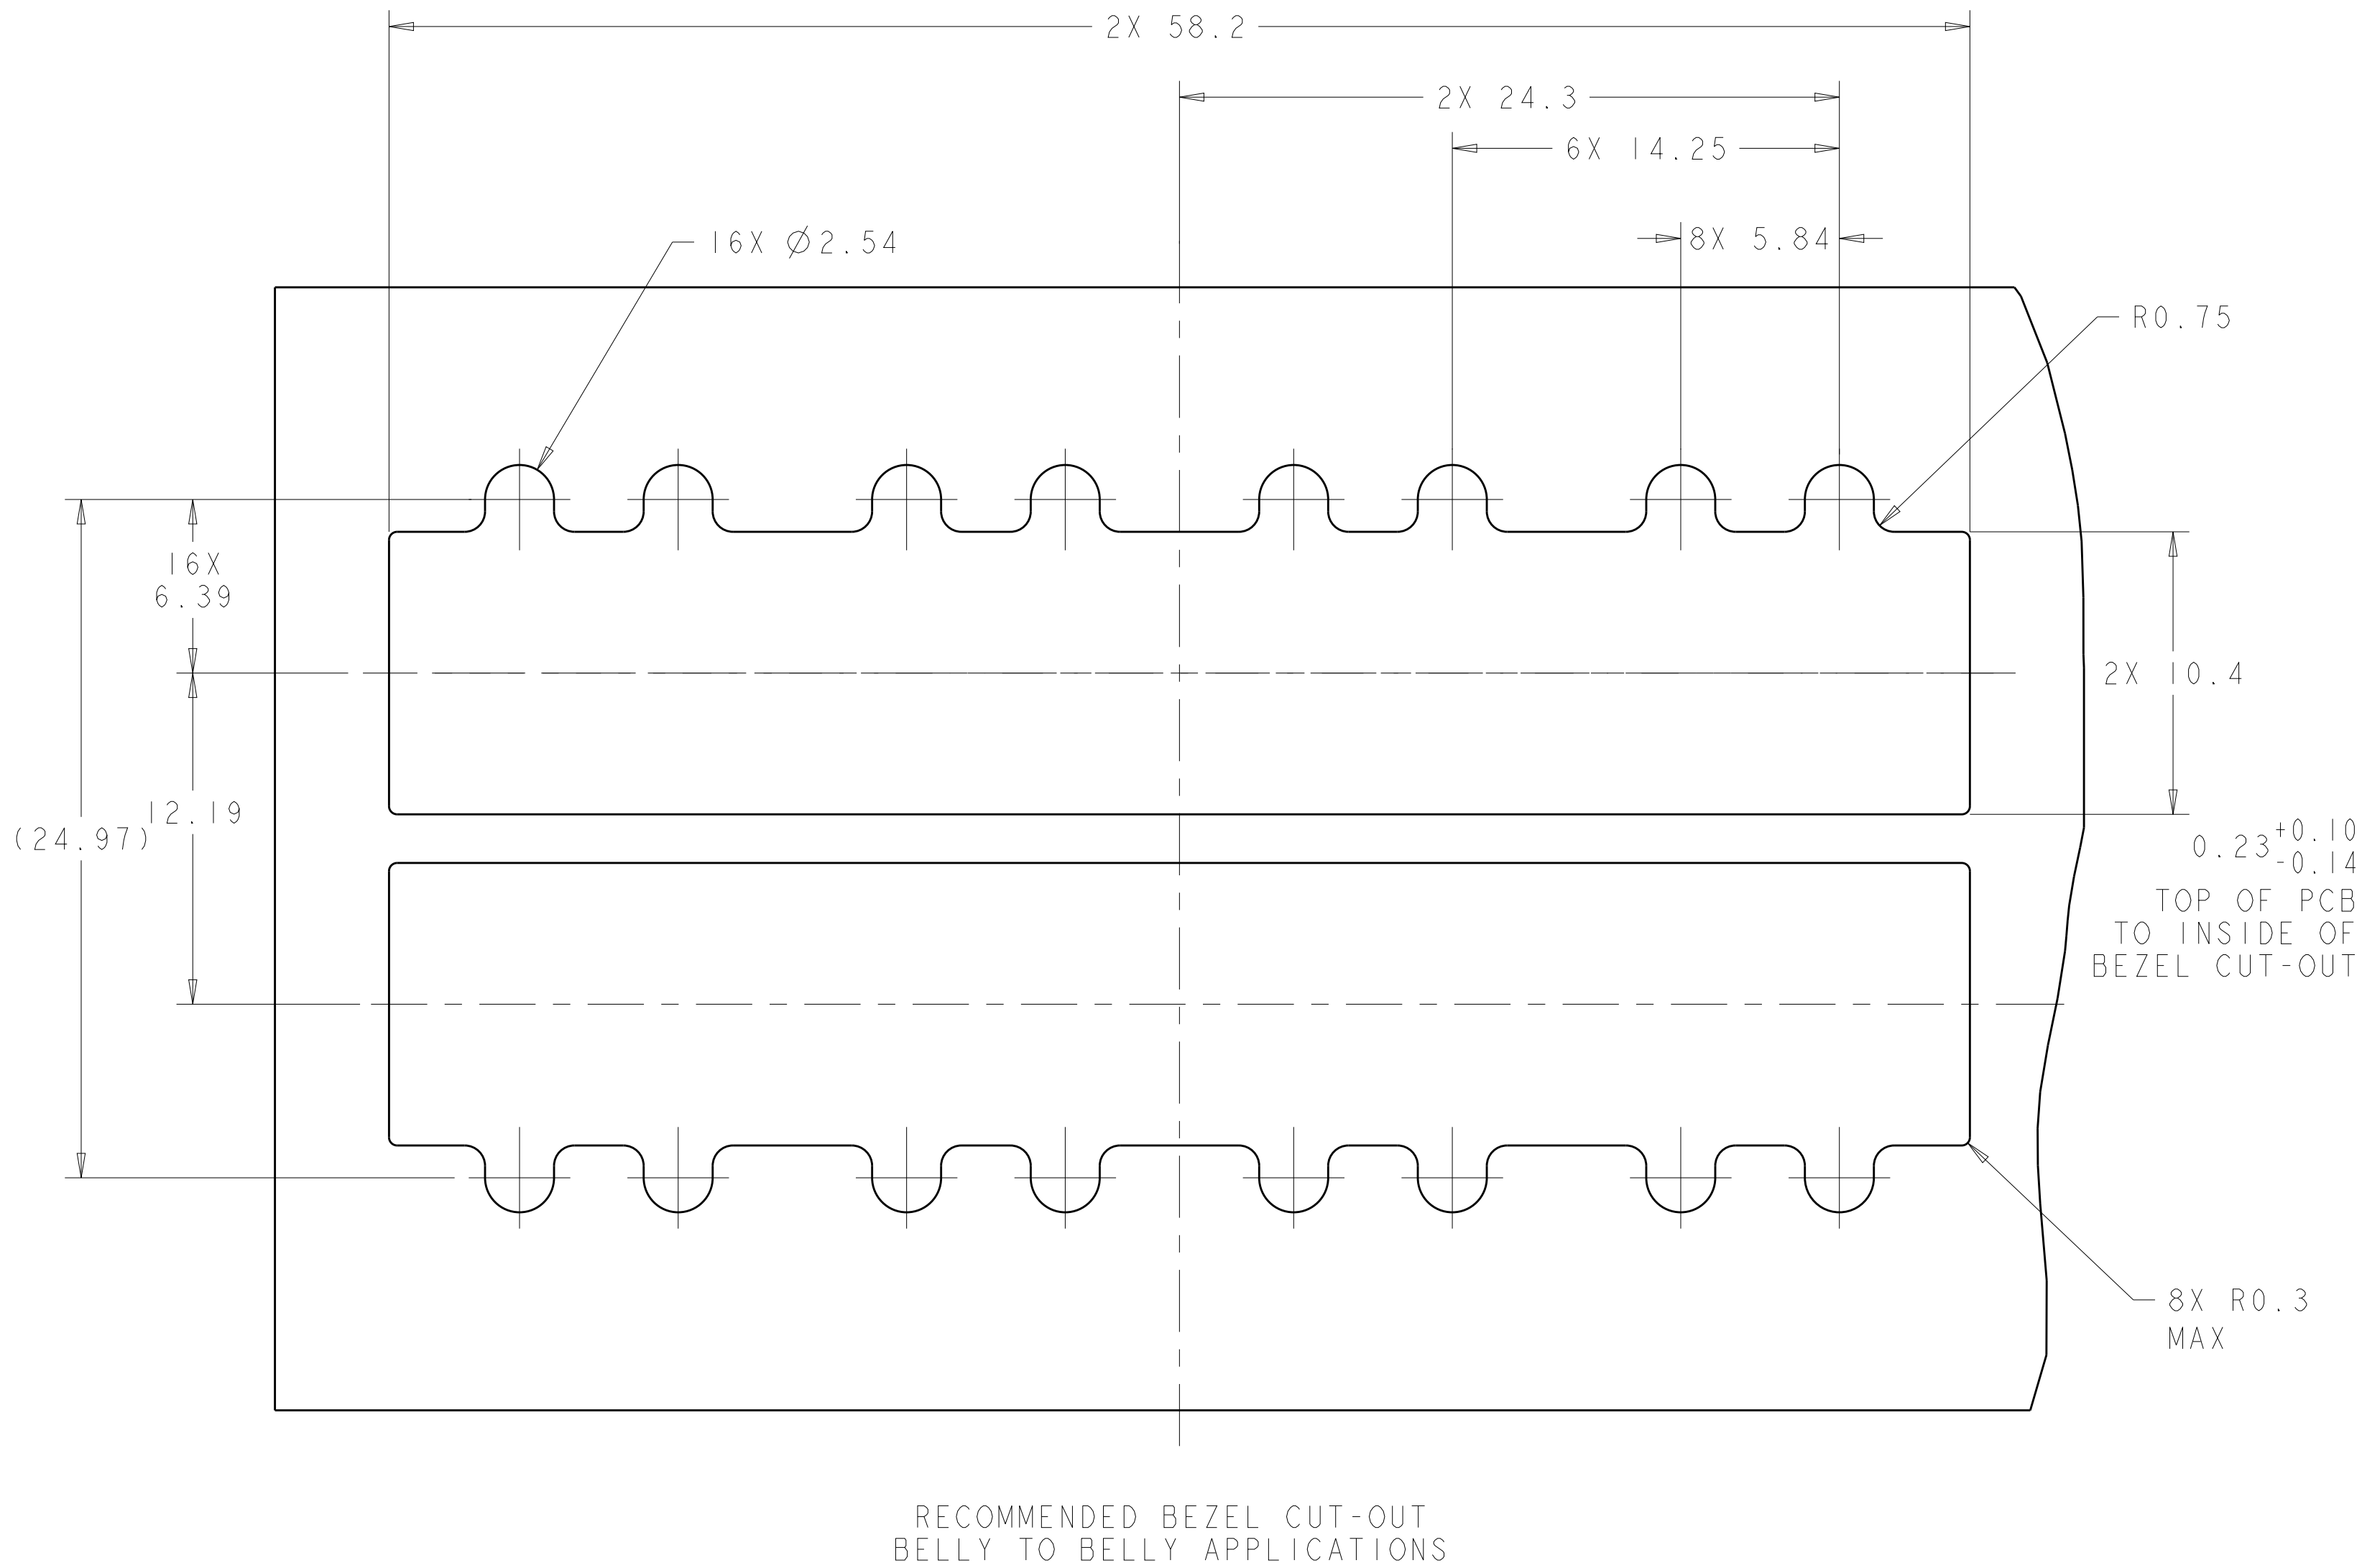 2X 58.2
2X 24.3
6X 14.25
16X Ø2.54
8X 5.84
R0.75
16X
6.39
2X 10.4
12.19
(24.97)
0.23 +0.10
-0.14
TOP OF PCB
TO INSIDE OF
BEZEL CUT-OUT
8X R0.3
MAX
RECOMMENDED BEZEL CUT-OUT
BELLY TO BELLY APPLICATIONS